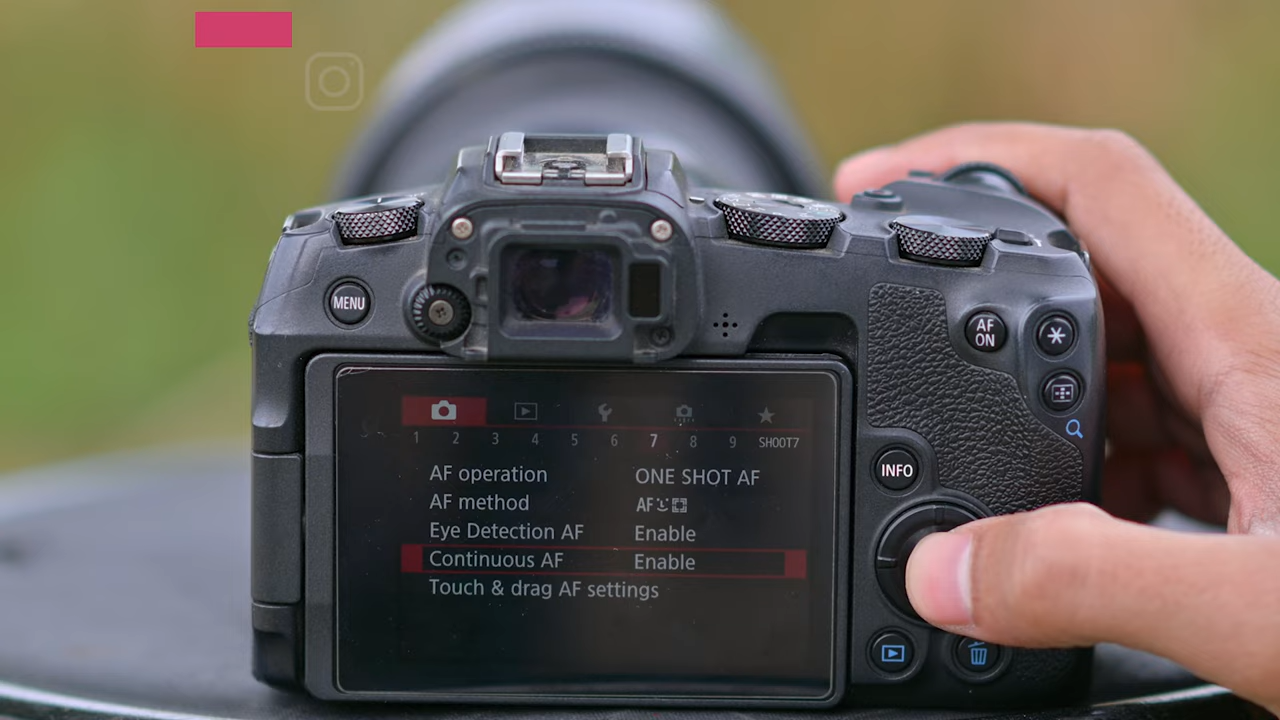 MENU
AF
ON
1 2 3 4 5 6 7 8 9 SHOOT7
INFO
AF operation ONE SHOT AF
AF method AF
Eye Detection AF Enable
Continuous AF Enable
Touch & drag AF settings